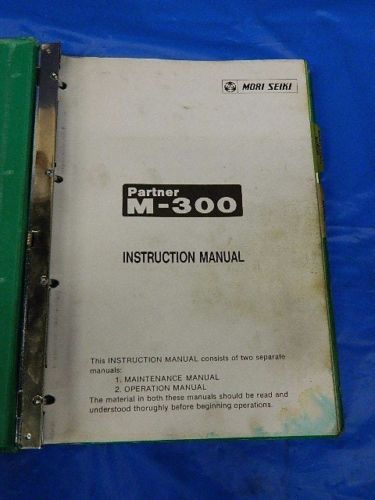 MORI SEIKI
Partner
M-300
INSTRUCTION MANUAL
This INSTRUCTION MANUAL consists of two separate
manuals:
1. MAINTENANCE MANUAL
2. OPERATION MANUAL
The material in both these manuals should be read and
understood thoroughly before beginning operations.